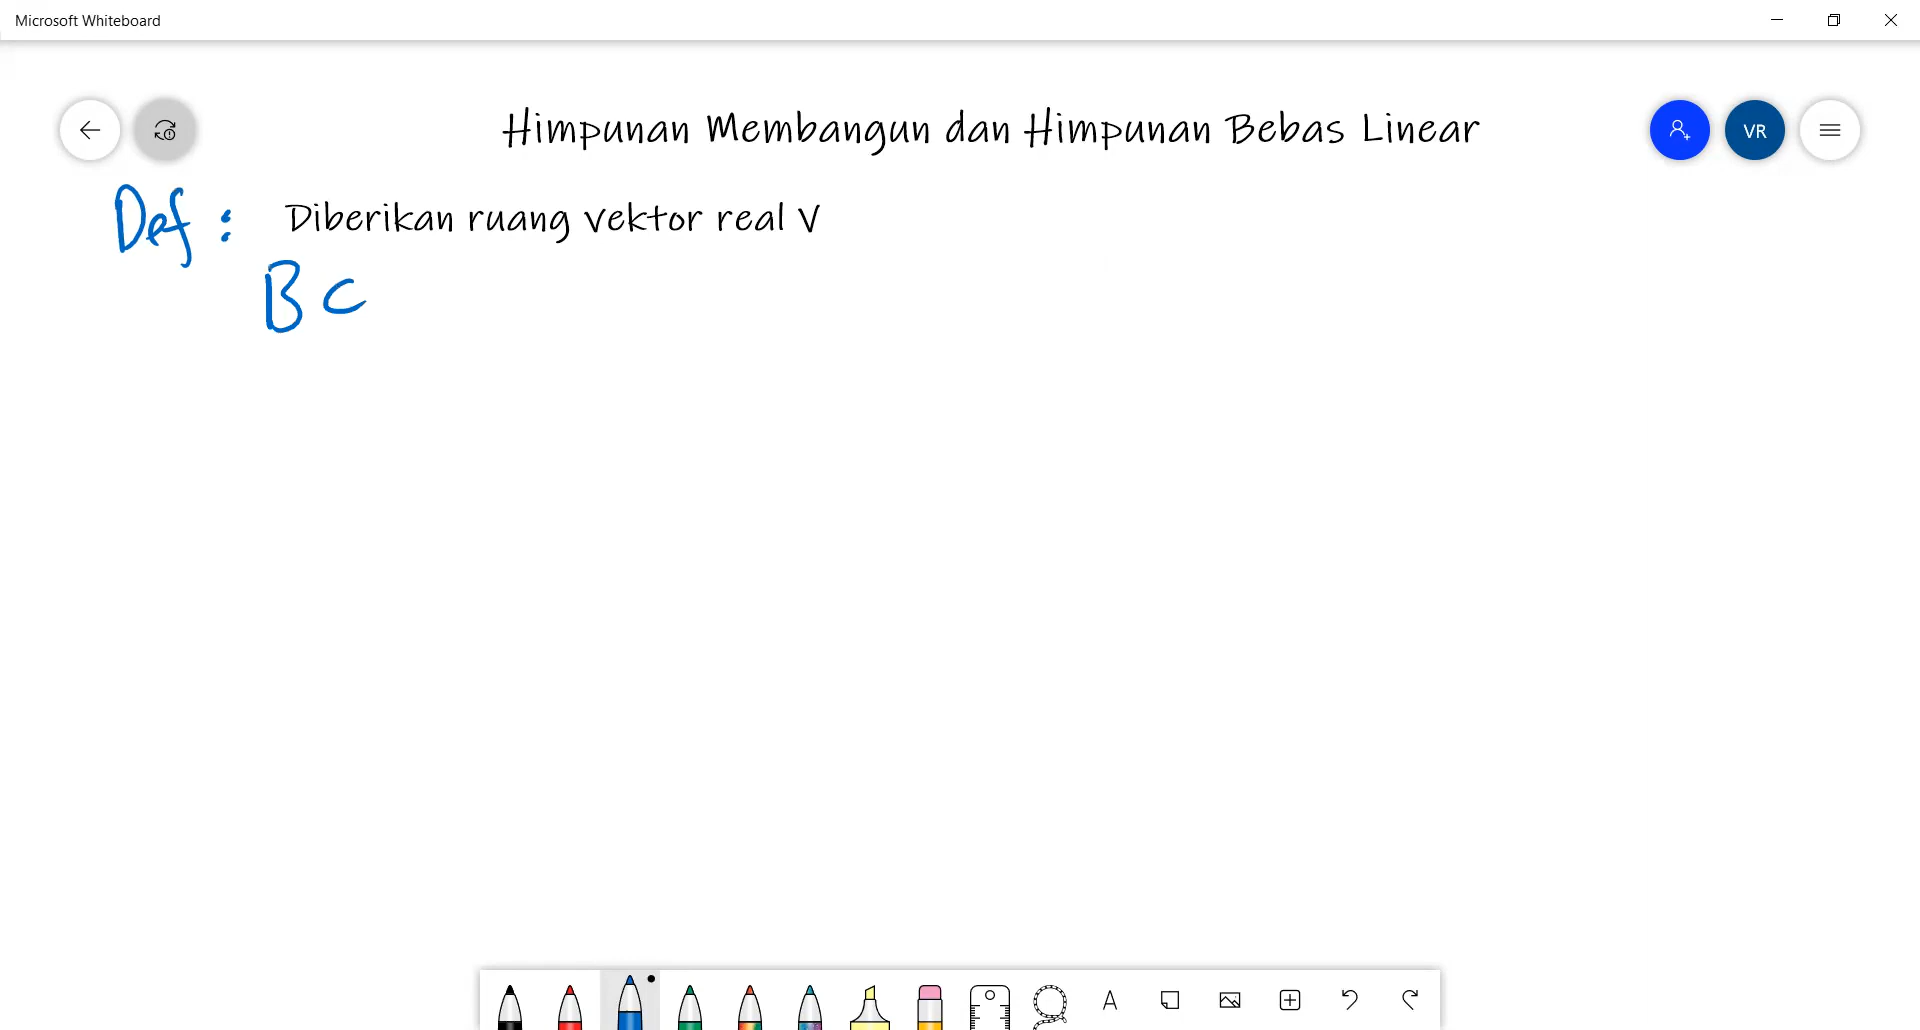 Microsoft Whiteboard
Himpunan Membangun dan Himpunan Bebas Linear
VR
Def : Diberikan ruang vektor real V
B ⊂
A